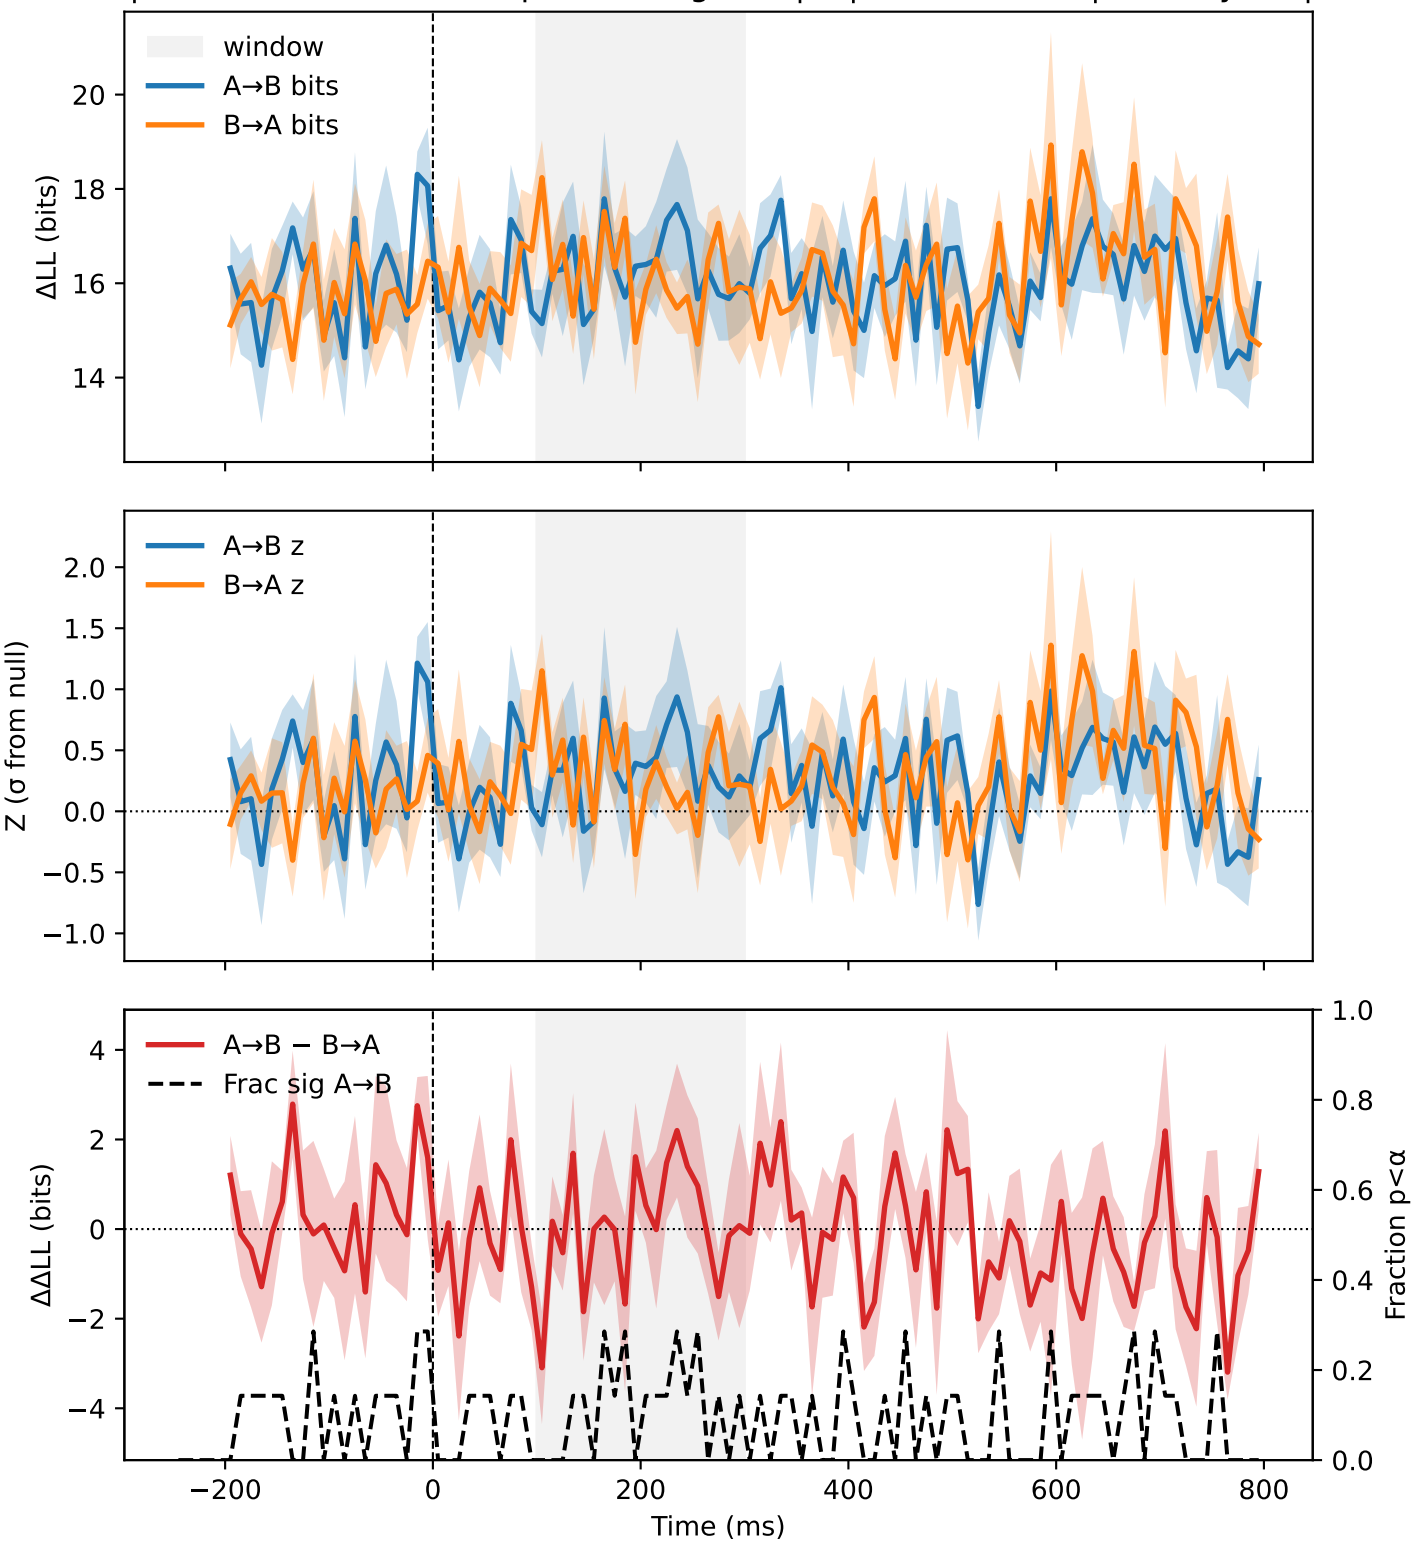 window
A→B bits
B→A bits
20
18
16
14
ΔLL (bits)
A→B z
B→A z
2.0
1.5
1.0
0.5
0.0
−0.5
−1.0
Z (σ from null)
A→B − B→A
Frac sig A→B
4
2
0
−2
−4
ΔΔLL (bits)
1.0
0.8
0.6
0.4
0.2
0.0
Fraction p<α
−200 0 200 400 600 800
Time (ms)